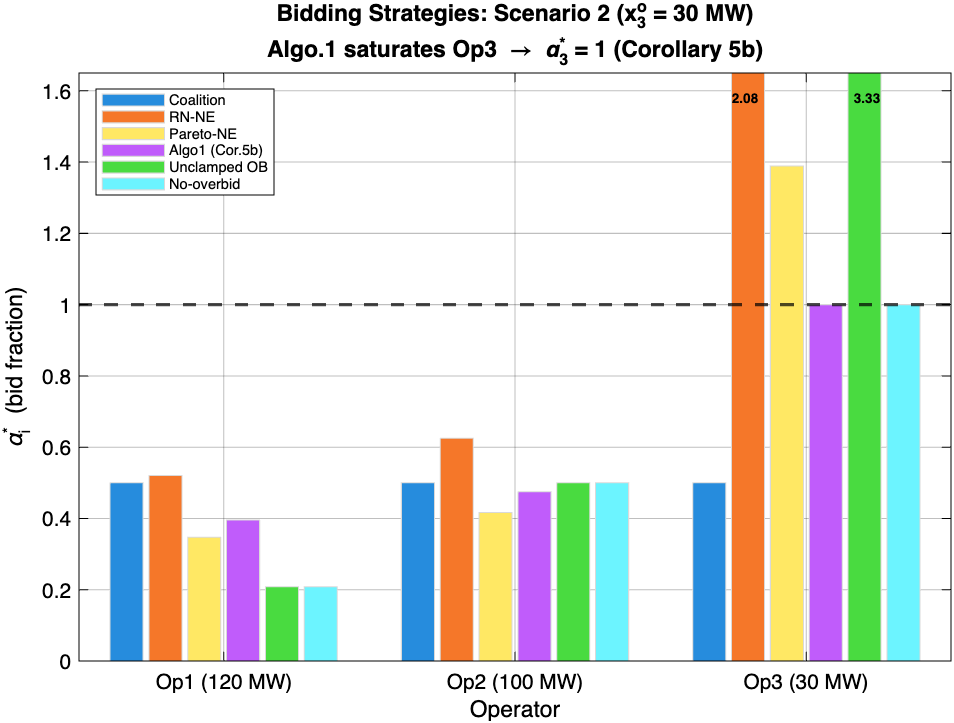 Bidding Strategies: Scenario 2 (x₃ᵒ = 30 MW)
Algo.1 saturates Op3 → α₃* = 1 (Corollary 5b)
Coalition
RN-NE
Pareto-NE
Algo1 (Cor.5b)
Unclamped OB
No-overbid
2.08
3.33
1.6
1.4
1.2
1
0.8
0.6
0.4
0.2
0
αᵢ* (bid fraction)
Op1 (120 MW)
Op2 (100 MW)
Op3 (30 MW)
Operator